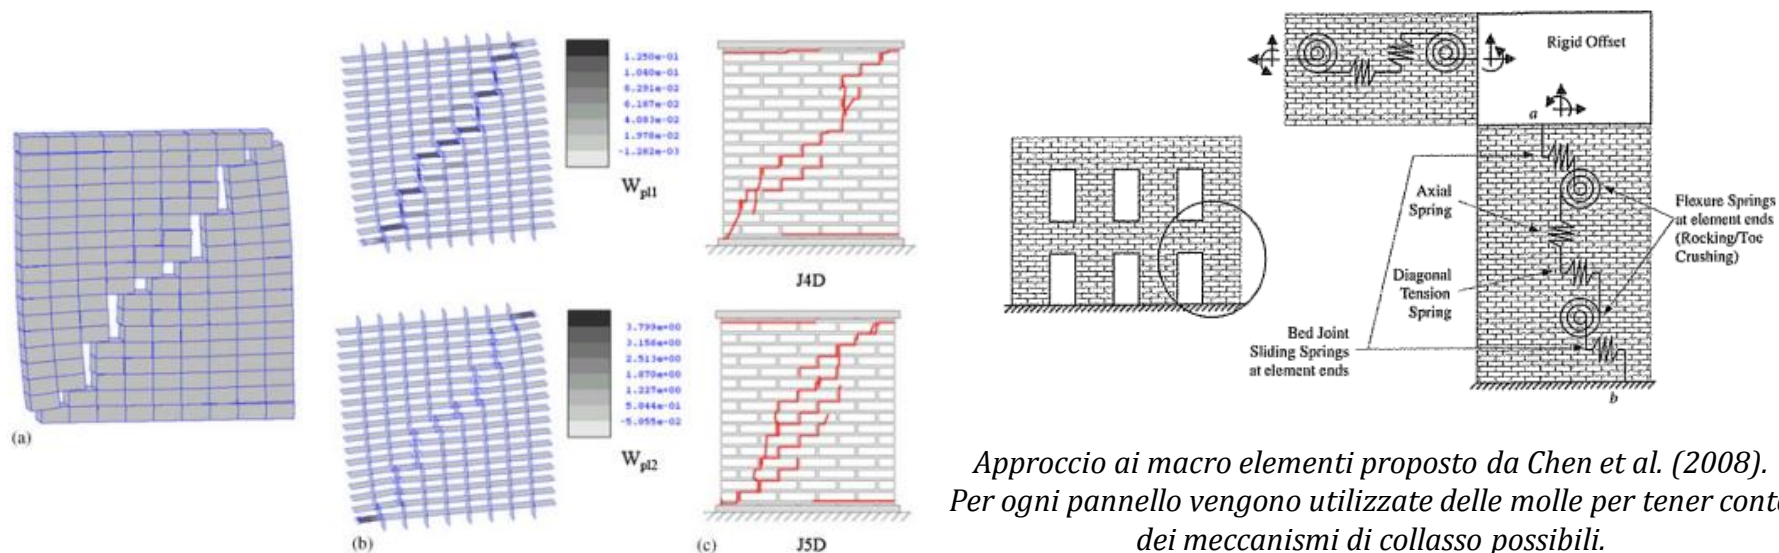 (a)
1.250e-01
1.040e-01
8.291e-02
6.187e-02
4.083e-02
1.978e-02
-1.262e-03
Wpl1
3.799e+00
3.156e+00
2.513e+00
1.870e+00
1.227e+00
5.844e-01
-5.855e-02
Wpl2
(b)
J4D
J5D
(c)
Rigid Offset
a
Axial
Spring
Diagonal
Tension
Spring
Bed Joint
Sliding Springs
at element ends
Flexure Springs
at element ends
(Rocking/Toe
Crushing)
b
Approccio ai macro elementi proposto da Chen et al. (2008).
Per ogni pannello vengono utilizzate delle molle per tener conto
dei meccanismi di collasso possibili.